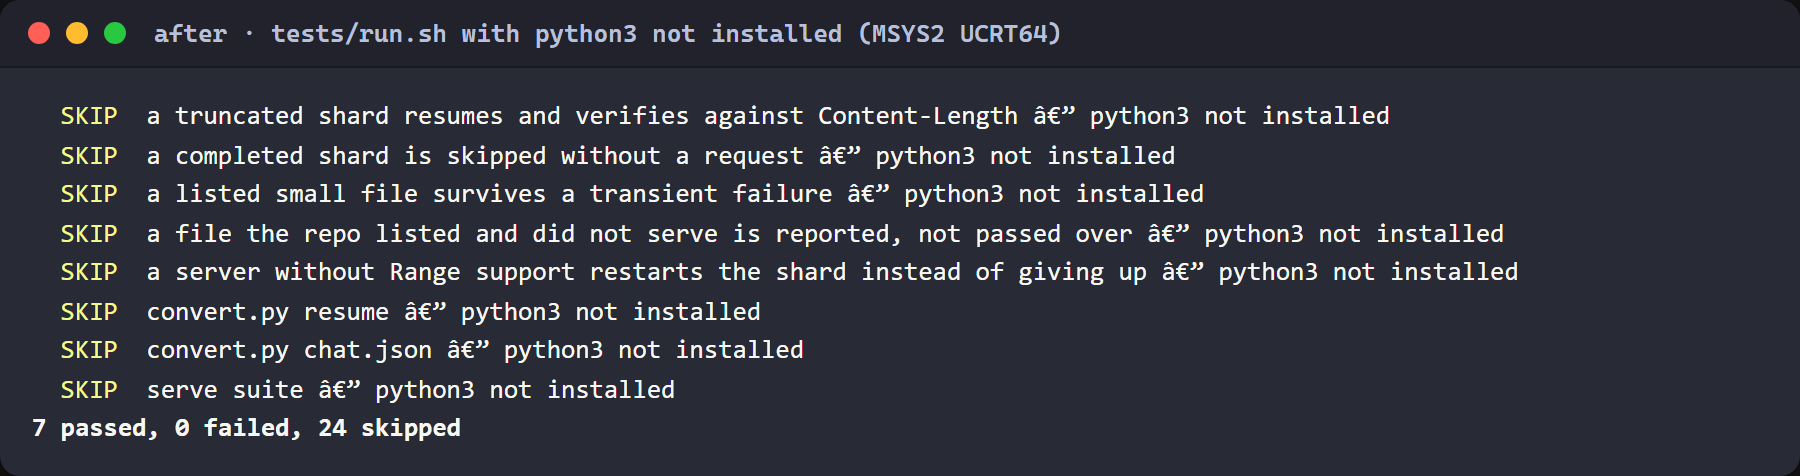 after · tests/run.sh with python3 not installed (MSYS2 UCRT64)
SKIP a truncated shard resumes and verifies against Content-Length â€” python3 not installed
SKIP a completed shard is skipped without a request â€” python3 not installed
SKIP a listed small file survives a transient failure â€” python3 not installed
SKIP a file the repo listed and did not serve is reported, not passed over â€” python3 not installed
SKIP a server without Range support restarts the shard instead of giving up â€” python3 not installed
SKIP convert.py resume â€” python3 not installed
SKIP convert.py chat.json â€” python3 not installed
SKIP serve suite â€” python3 not installed
7 passed, 0 failed, 24 skipped